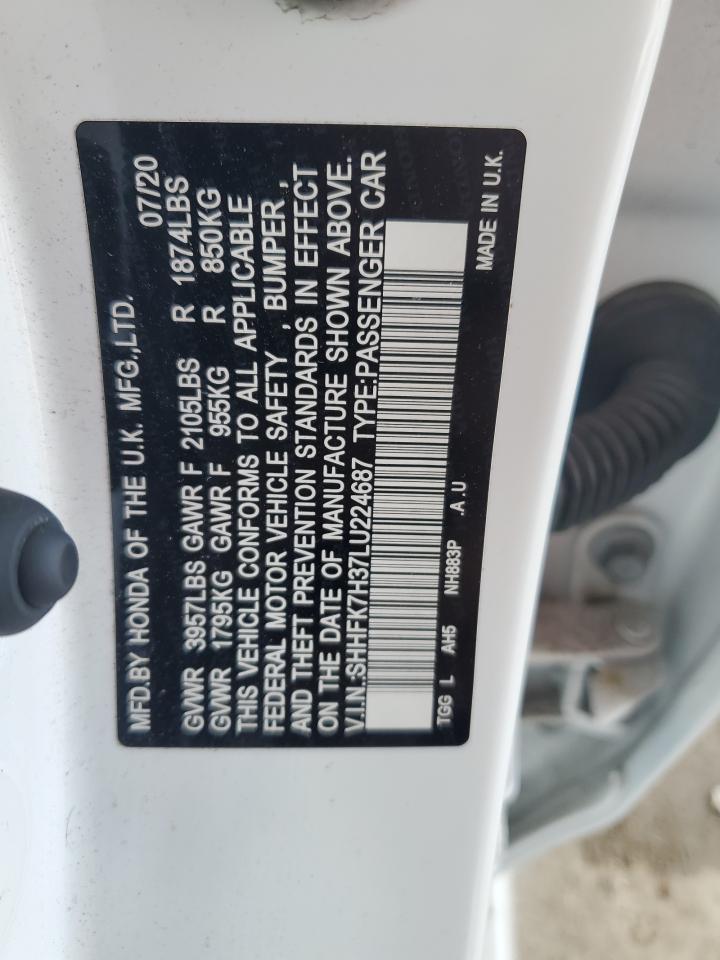 MFD.BY HONDA OF THE U.K. MFG.,LTD. 07/20
GVWR 3957LBS GAWR F 2105LBS R 1874LBS
GVWR 1795KG GAWR F 955KG R 850KG
THIS VEHICLE CONFORMS TO ALL APPLICABLE
FEDERAL MOTOR VEHICLE SAFETY , BUMPER ,
AND THEFT PREVENTION STANDARDS IN EFFECT
ON THE DATE OF MANUFACTURE SHOWN ABOVE.
V.I.N.:SHHFK7H37LU224687 TYPE:PASSENGER CAR
TGG L AH5 NH883P .A.U MADE IN U.K.